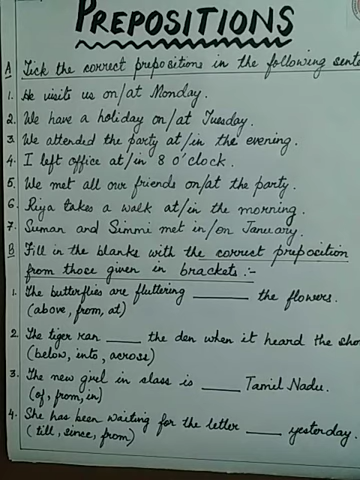 PREPOSITIONS
A Tick the correct prepositions in the following sente
1. He visits us on/at Monday.
2. We have a holiday on/at Tuesday.
3. We attended the party at/in the evening.
4. I left office at/in 8 o'clock.
5. We met all our friends on/at the party.
6. Riya takes a walk at/in the morning.
7. Suman and Simmi met in/on January.
B Fill in the blanks with the correct preposition
from those given in brackets:-
1. The butterflies are fluttering ______ the flowers.
(above, from, at)
2. The tiger ran ____ the den when it heard the sho
(below, into, across)
3. The new girl in class is ____ Tamil Nadu.
(of, from, in)
4. She has been waiting for the letter ____ yesterday.
(till, since, from)